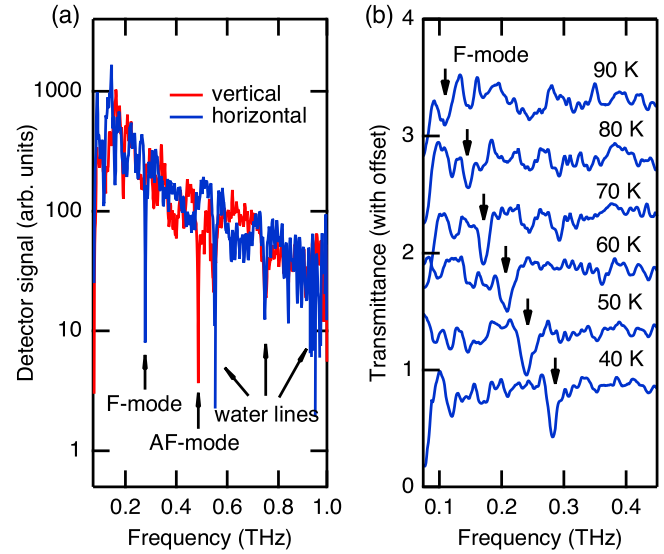 (a)
1000
100
10
1
Detector signal (arb. units)
vertical
horizontal
F-mode
AF-mode
water lines
0.2 0.4 0.6 0.8 1.0
Frequency (THz)
(b)
4
3
2
1
0
Transmittance (with offset)
F-mode
90 K
80 K
70 K
60 K
50 K
40 K
0.1 0.2 0.3 0.4
Frequency (THz)